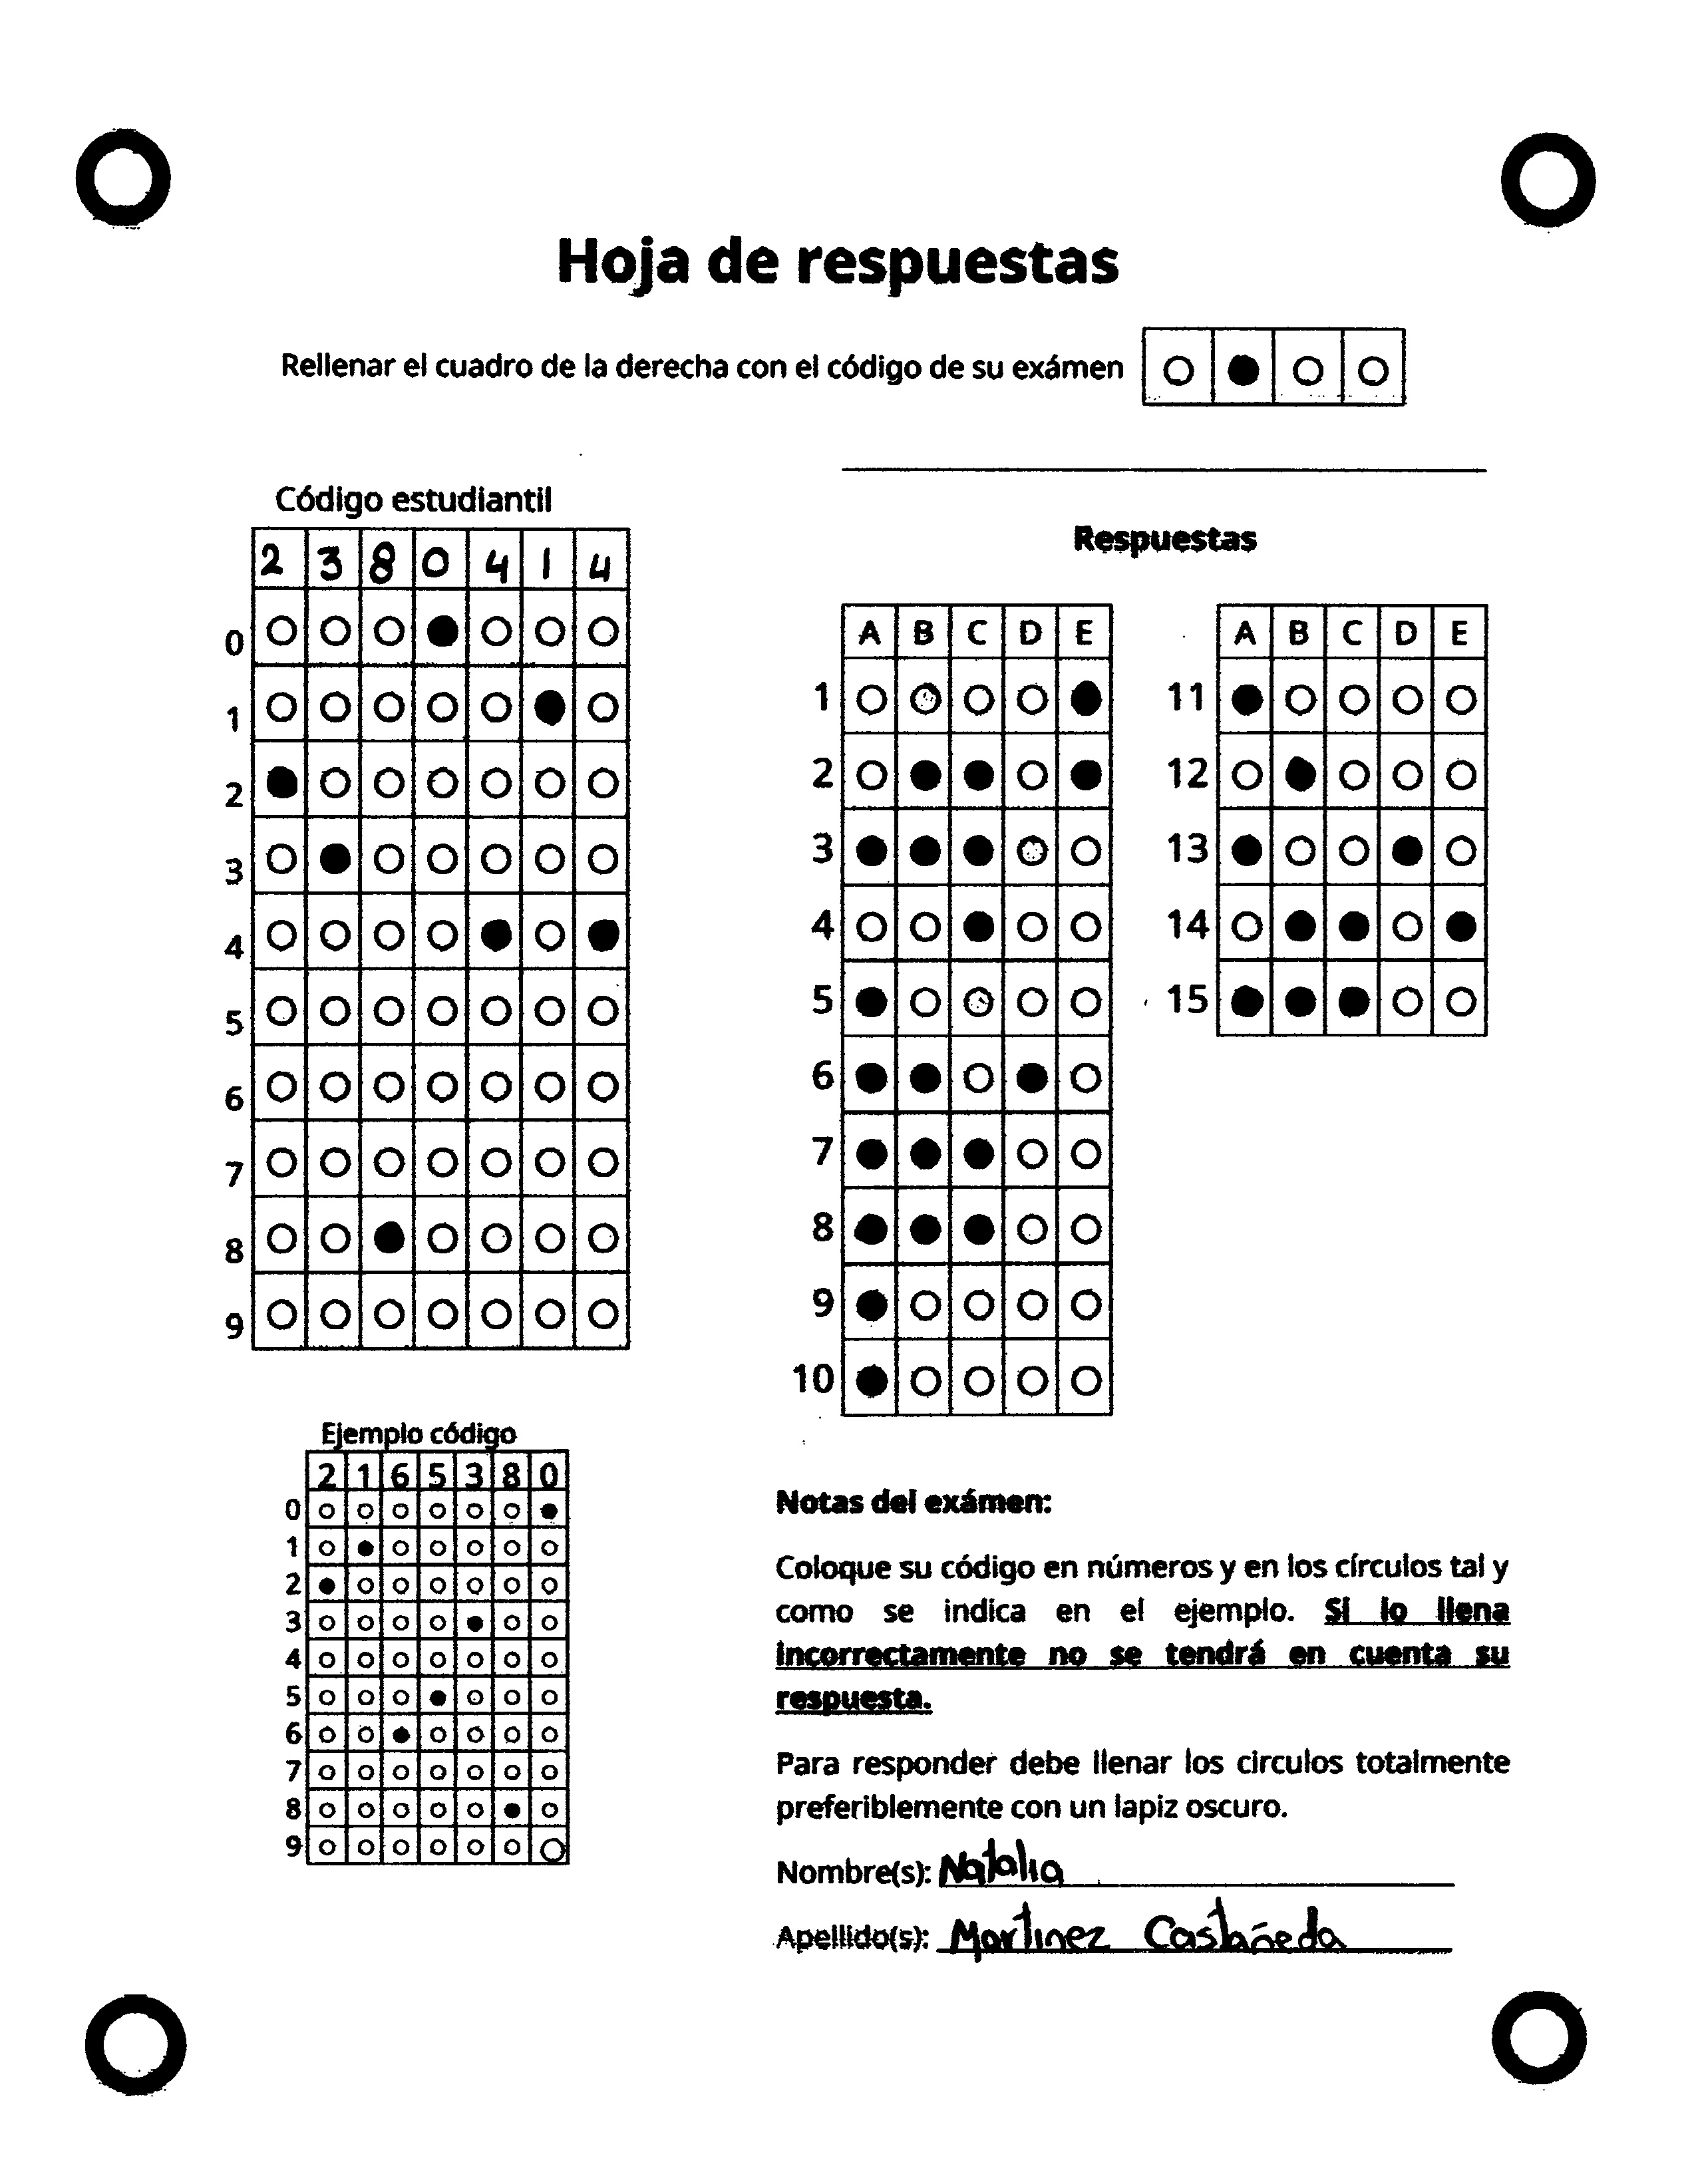 Hoja de respuestas
Rellenar el cuadro de la derecha con el código de su exámen
Código estudiantil
2 3 8 0 4 1 4
0
1
2
3
4
5
6
7
8
9
Respuestas
A B C D E
1
2
3
4
5
6
7
8
9
10
A B C D E
11
12
13
14
15
Ejemplo código
2 1 6 5 3 8 0
0
1
2
3
4
5
6
7
8
9
Notas del exámen:
Coloque su código en números y en los círculos tal y
como se indica en el ejemplo. Si lo llena
incorrectamente no se tendrá en cuenta su
respuesta.
Para responder debe llenar los circulos totalmente
preferiblemente con un lapiz oscuro.
Nombre(s): Natalia
Apellido(s): Martinez Castañeda